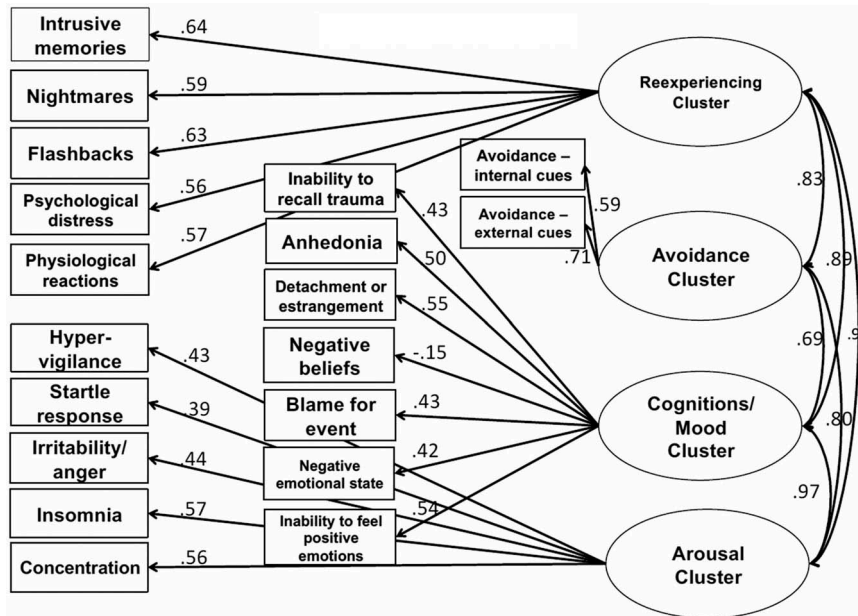 Intrusive
memories
.64
Nightmares
.59
Flashbacks
.63
Psychological
distress
.56
Physiological
reactions
.57
Hyper-
vigilance
.43
Startle
response
.39
Irritability/
anger
.44
Insomnia
.57
Concentration
.56
Inability to
recall trauma
.43
Anhedonia
.50
Detachment or
estrangement
.55
Negative
beliefs
-.15
Blame for
event
.43
Negative
emotional state
.42
Inability to feel
positive
emotions
.54
Avoidance –
internal cues
.59
Avoidance –
external cues
.71
Reexperiencing
Cluster
Avoidance
Cluster
Cognitions/
Mood
Cluster
Arousal
Cluster
.83
.89
.69
.80
.97